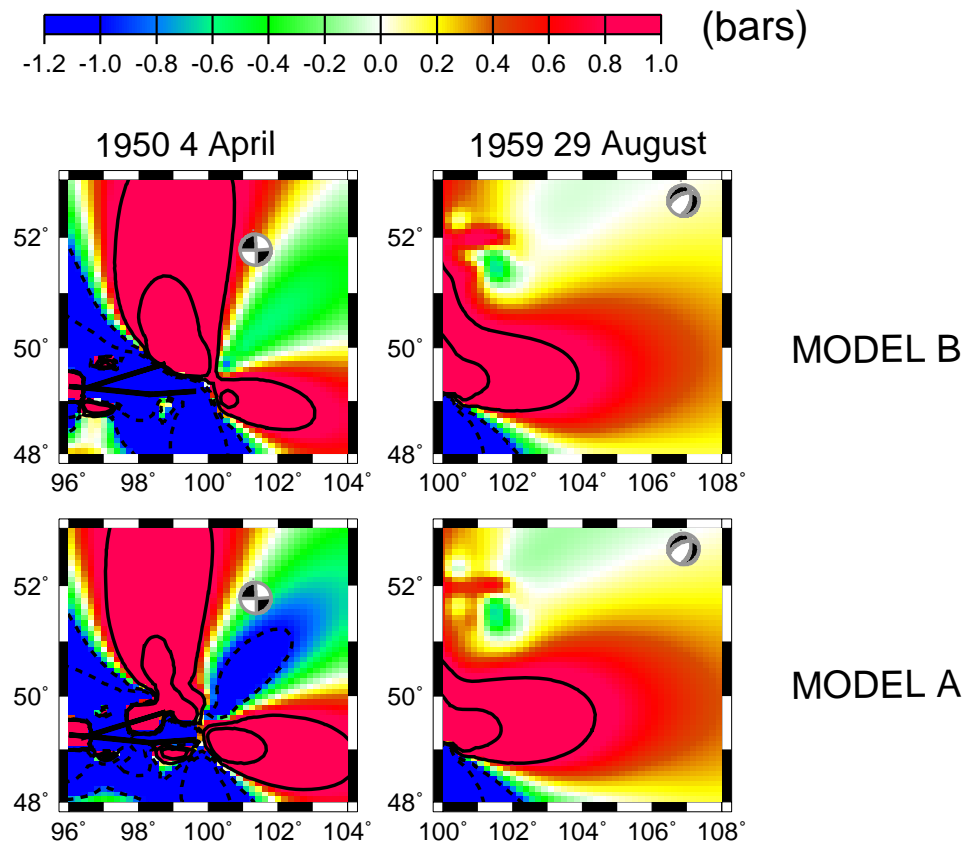 (bars)
-1.2 -1.0 -0.8 -0.6 -0.4 -0.2 0.0 0.2 0.4 0.6 0.8 1.0
1950 4 April 1959 29 August
52˚ 52˚
50˚ 50˚
MODEL B
48˚ 48˚
96˚ 98˚ 100˚ 102˚ 104˚ 100˚ 102˚ 104˚ 106˚ 108˚
52˚ 52˚
50˚ 50˚
MODEL A
48˚ 48˚
96˚ 98˚ 100˚ 102˚ 104˚ 100˚ 102˚ 104˚ 106˚ 108˚